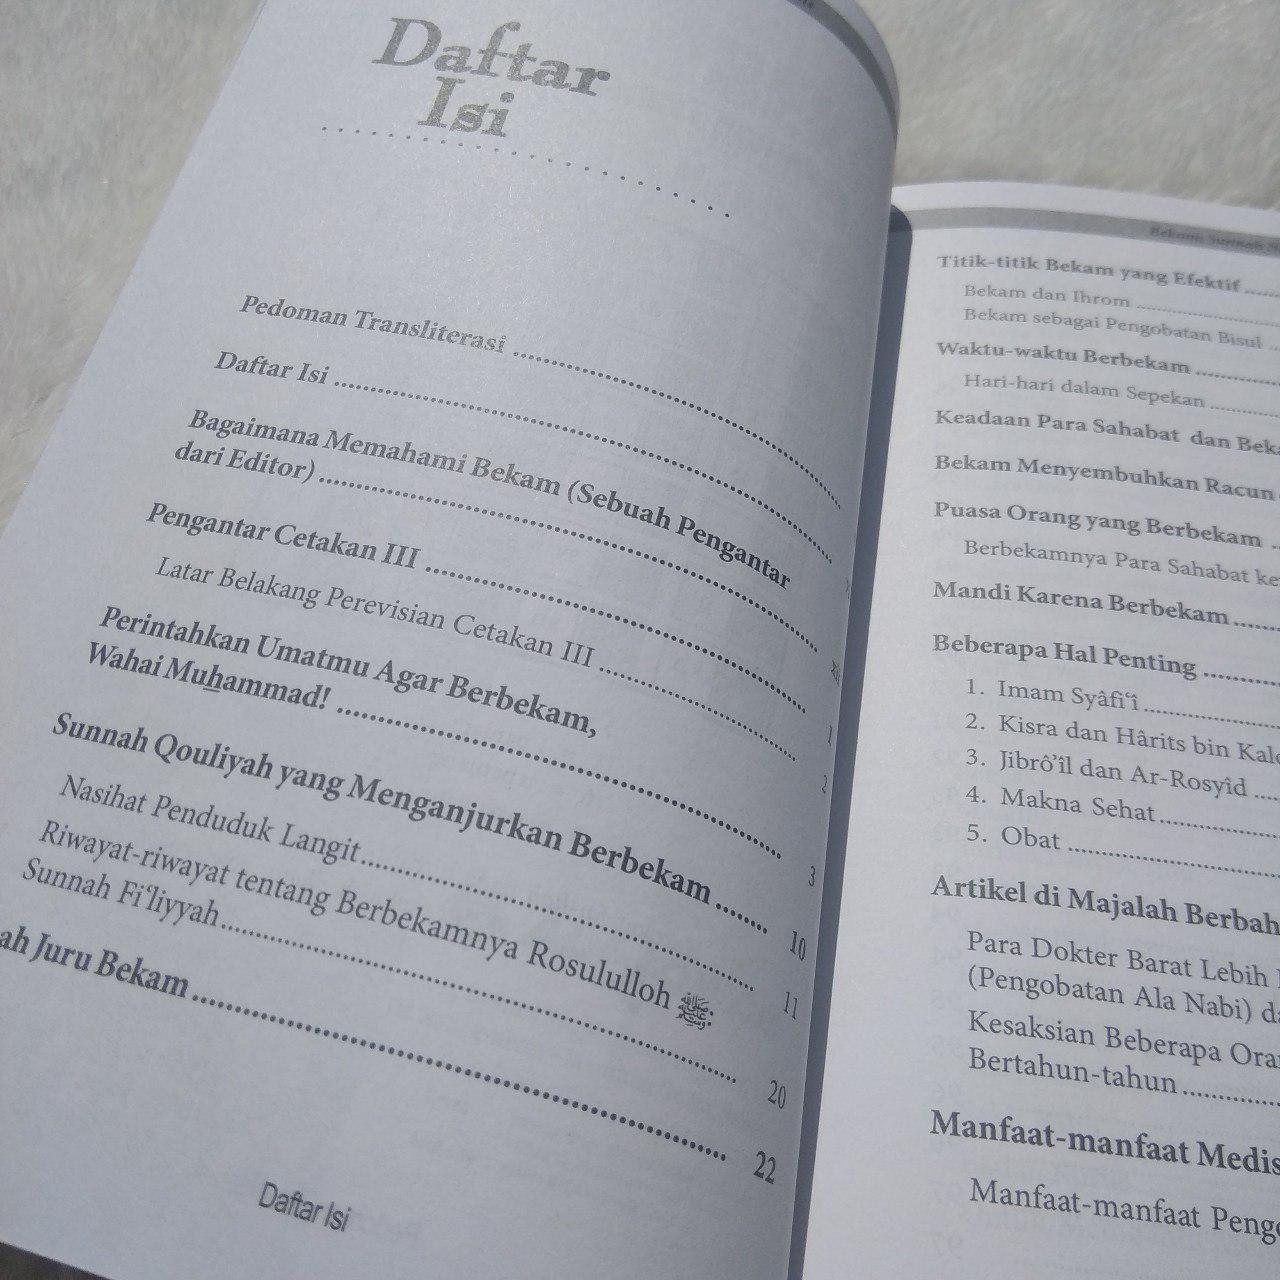 Daftar
Isi
Pedoman Transliterasi
Daftar Isi
Bagaimana Memahami Bekam (Sebuah Pengantar
dari Editor)
Pengantar Cetakan III 1
Latar Belakang Perevisian Cetakan III 2
Perintahkan Umatmu Agar Berbekam,
Wahai Muhammad! 3
Sunnah Qouliyah yang Menganjurkan Berbekam 10
Nasihat Penduduk Langit 11
Riwayat-riwayat tentang Berbekamnya Rosululloh ﷺ:
Sunnah Fi‘liyyah 20
Juru Bekam 22
Daftar Isi
Bekam Sunnah
Titik-titik Bekam yang Efektif
Bekam dan Ihrom
Bekam sebagai Pengobatan Bisul
Waktu-waktu Berbekam
Hari-hari dalam Sepekan
Keadaan Para Sahabat dan
Bekam Menyembuhkan Racun
Puasa Orang yang Berbekam
Berbekamnya Para Sahabat
Mandi Karena Berbekam
Beberapa Hal Penting
1. Imam Syâfi‘î
2. Kisra dan Hârits bin
3. Jibrô’îl dan Ar-Rosyîd
4. Makna Sehat
5. Obat
Artikel di Majalah
Para Dokter Barat Lebih
(Pengobatan Ala Nabi)
Kesaksian Beberapa
Bertahun-tahun
Manfaat-manfaat
Manfaat-manfaat